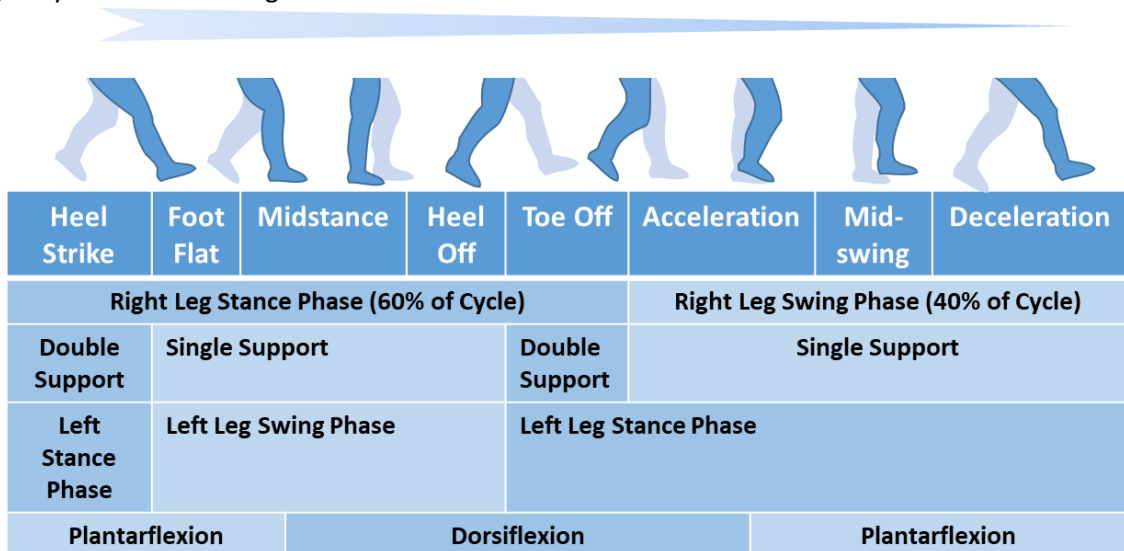 Heel Strike
Foot Flat
Midstance
Heel Off
Toe Off
Acceleration
Mid-swing
Deceleration
Right Leg Stance Phase (60% of Cycle)
Right Leg Swing Phase (40% of Cycle)
Double Support
Single Support
Double Support
Single Support
Left Stance Phase
Left Leg Swing Phase
Left Leg Stance Phase
Plantarflexion
Dorsiflexion
Plantarflexion